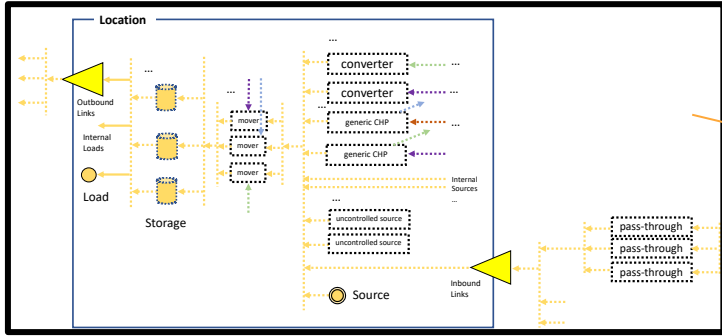 Location
...
converter
...
...
converter
...
Outbound
Links
...
...
mover
generic CHP
...
Internal
Loads
mover
generic CHP
mover
Internal
Sources
Load
...
...
Storage
uncontrolled source
pass-through
uncontrolled source
pass-through
pass-through
Inbound
Links
Source